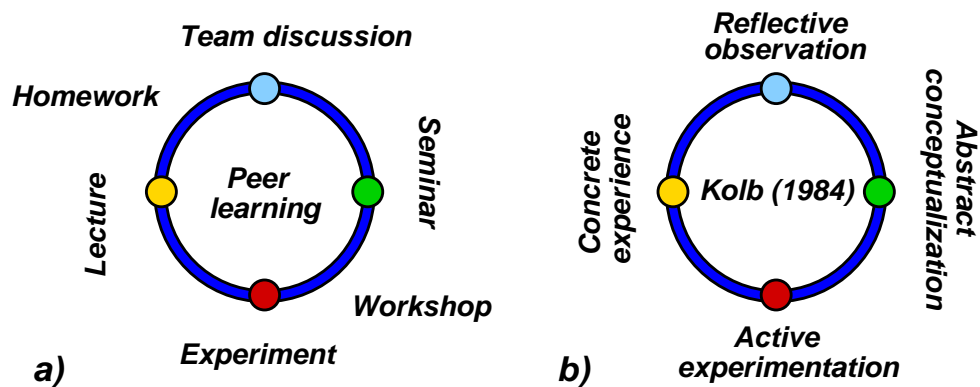 Team discussion
Homework
Lecture
Peer
learning
Seminar
Workshop
Experiment
a)
Reflective
observation
Concrete
experience
Kolb (1984)
Abstract
conceptualization
Active
experimentation
b)